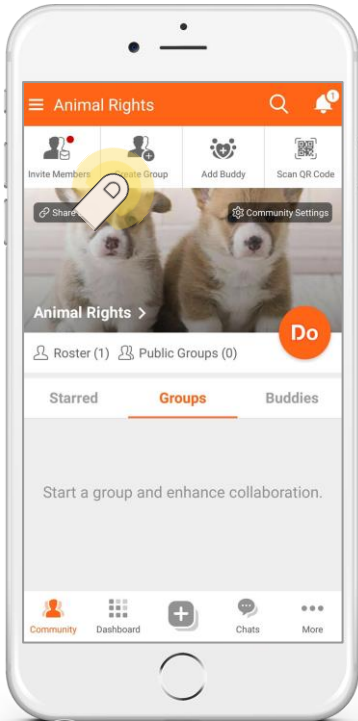 Animal Rights
1
Invite Members
Create Group
Add Buddy
Scan QR Code
Share
Community Settings
Animal Rights >
Do
Roster (1) Public Groups (0)
Starred Groups Buddies
Start a group and enhance collaboration.
Community Dashboard Chats More